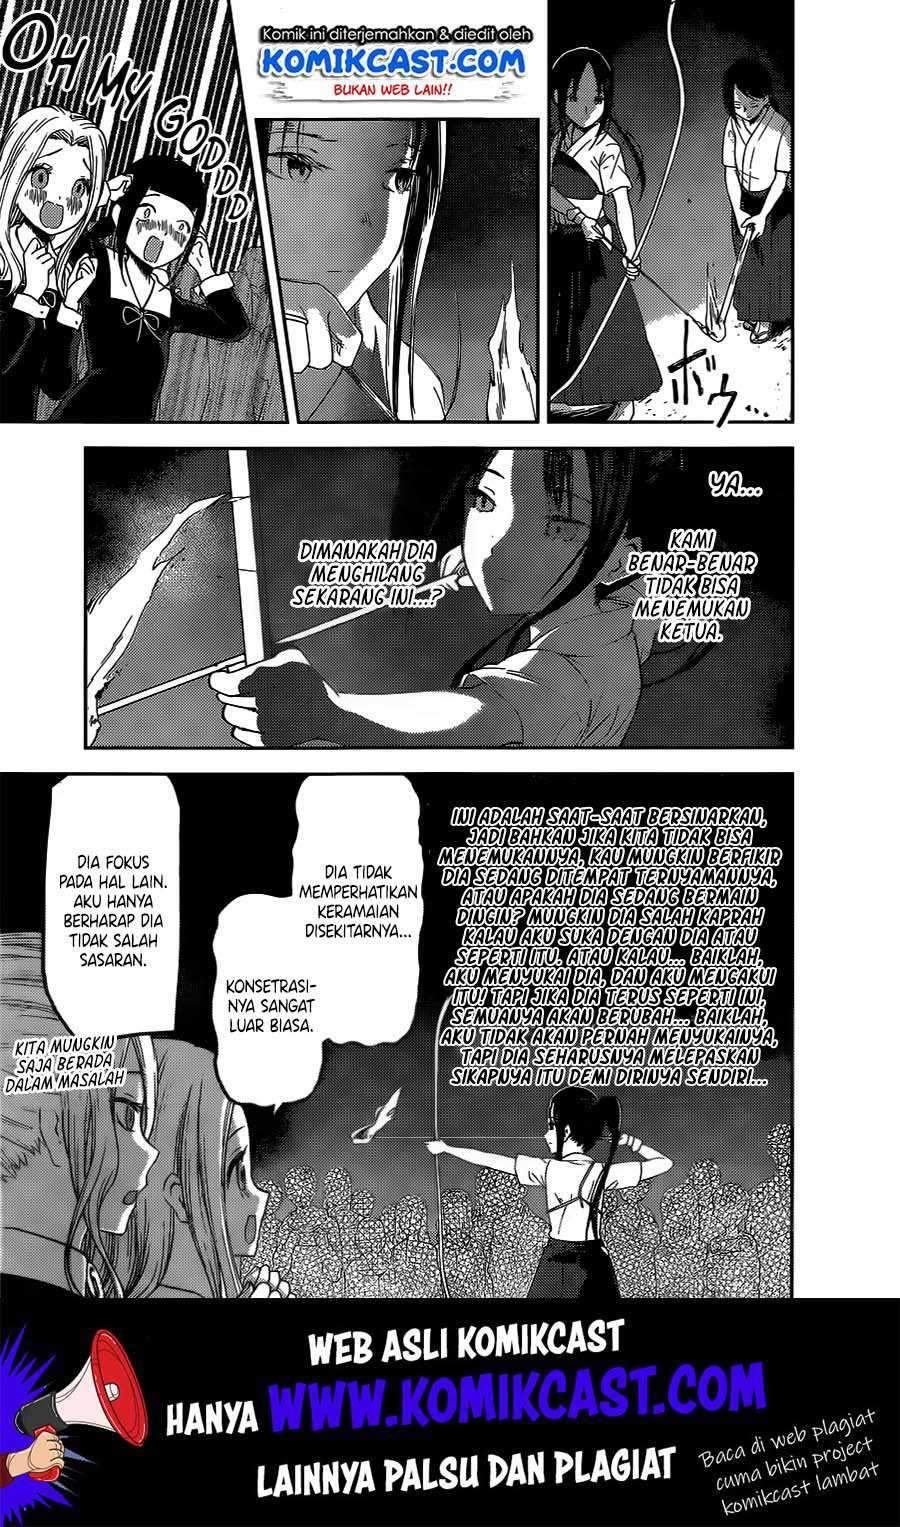 Komik ini diterjemahkan & diedit oleh
KOMIKCAST.COM
BUKAN WEB LAIN!!
ボウ...
OH MY GODDD
YA...
KAMI
BENAR-BENAR
TIDAK BISA
MENEMUKAN
KETUA.
DIMANAKAH DIA
MENGHILANG
SEKARANG INI...?
INI ADALAH SAAT-SAAT BERSINARKAN,
JADI BAHKAN JIKA KITA TIDAK BISA
MENEMUKANNYA, KAU MUNGKIN BERFIKIR
DIA SEDANG DITEMPAT TERNYAMANNYA,
ATAU APAKAH DIA SEDANG BERMAIN
DINGIN? MUNGKIN DIA SALAH KAPRAH
KALAU AKU SUKA DENGAN DIA ATAU
SEPERTI ITU. ATAU KALAU... BAIKLAH,
AKU MENYUKAI DIA, DAN AKU MENGAKUI
ITU! TAPI JIKA DIA TERUS SEPERTI INI,
SEMUANYA AKAN BERUBAH... BAIKLAH,
AKU TIDAK AKAN PERNAH MENYUKAINYA,
TAPI DIA SEHARUSNYA MELEPASKAN
SIKAPNYA ITU DEMI DIRINYA SENDIRI...
DIA TIDAK
MEMPERHATIKAN
KERAMAIAN
DISEKITARNYA...
KONSETRASI-
NYA SANGAT
LUAR BIASA.
DIA FOKUS
PADA HAL LAIN.
AKU HANYA
BERHARAP DIA
TIDAK SALAH
SASARAN.
KITA MUNGKIN
SAJA BERADA
DALAM MASALAH
WEB ASLI KOMIKCAST
HANYA WWW.KOMIKCAST.COM
LAINNYA PALSU DAN PLAGIAT
Baca di web plagiat
cuma bikin project
komikcast lambat